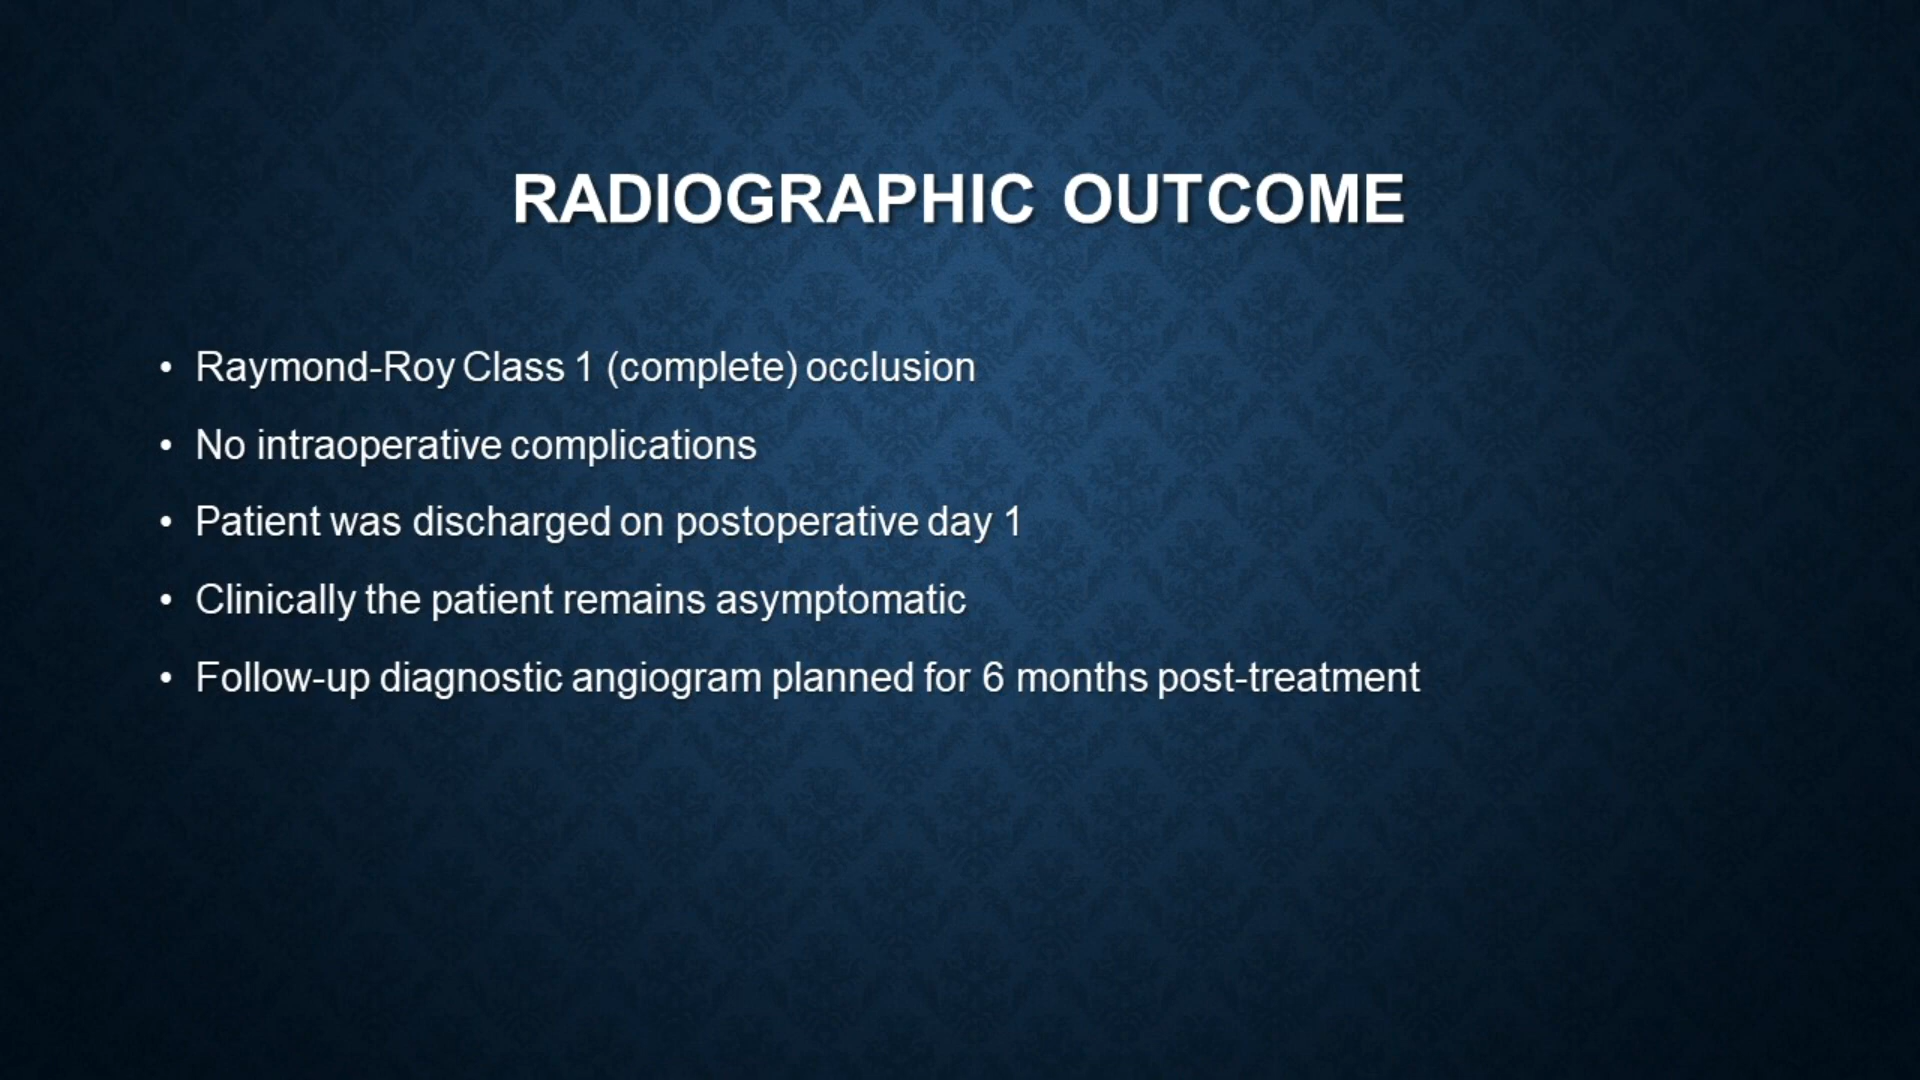 RADIOGRAPHIC OUTCOME
• Raymond-Roy Class 1 (complete) occlusion
• No intraoperative complications
• Patient was discharged on postoperative day 1
• Clinically the patient remains asymptomatic
• Follow-up diagnostic angiogram planned for 6 months post-treatment